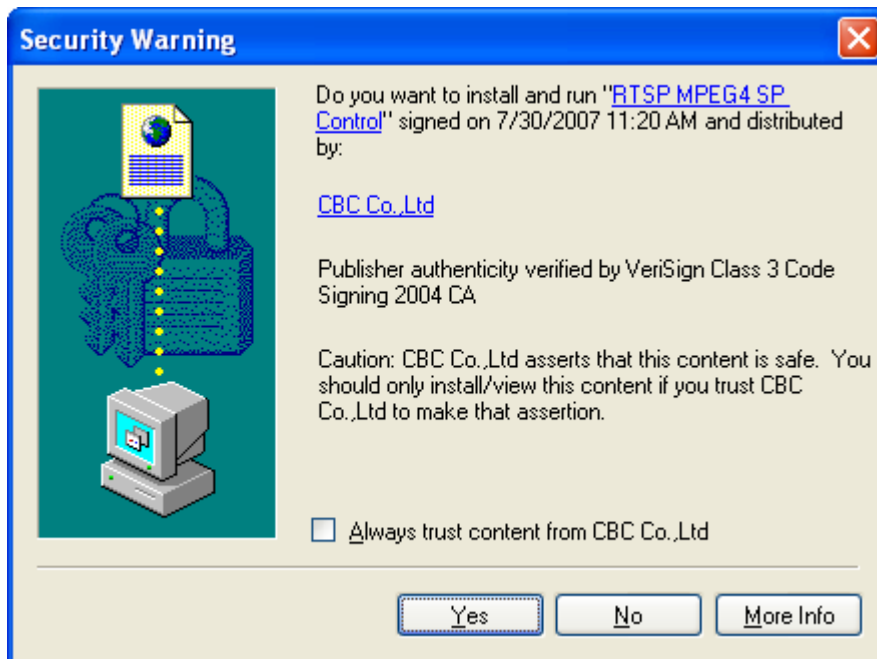 Security Warning
Do you want to install and run "RTSP MPEG4 SP
Control" signed on 7/30/2007 11:20 AM and distributed
by:
CBC Co.,Ltd
Publisher authenticity verified by VeriSign Class 3 Code
Signing 2004 CA
Caution: CBC Co.,Ltd asserts that this content is safe.  You
should only install/view this content if you trust CBC
Co.,Ltd to make that assertion.
Always trust content from CBC Co.,Ltd
Yes
No
More Info